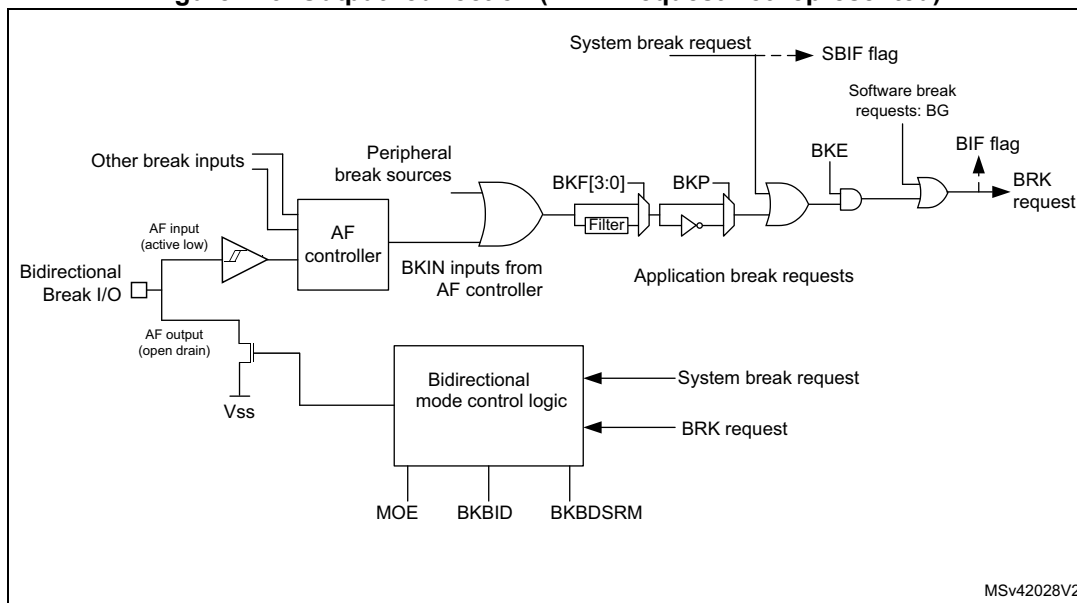 System break request
SBIF flag
Software break
requests: BG
BIF flag
BKE
BRK
request
Peripheral
break sources
Other break inputs
BKF[3:0]
BKP
Filter
AF
controller
AF input
(active low)
BKIN inputs from
AF controller
Application break requests
Bidirectional
Break I/O
AF output
(open drain)
Vss
Bidirectional
mode control logic
System break request
BRK request
MOE
BKBID
BKBDSRM
MSv42028V2